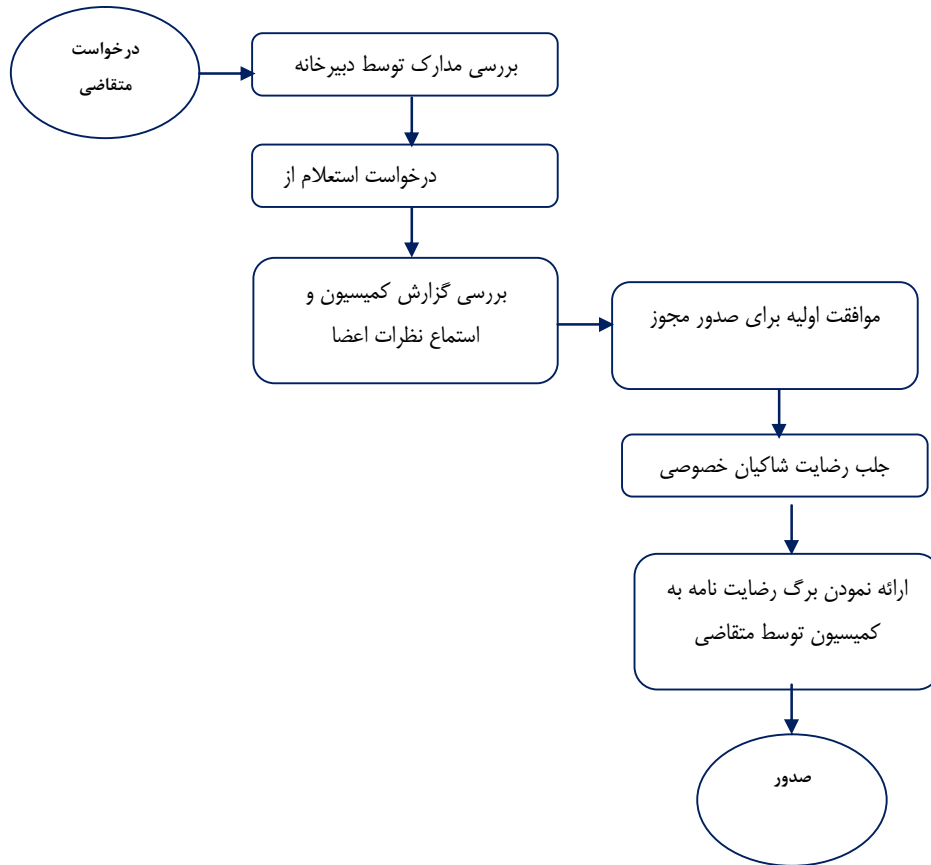 درخواست
متقاضی
بررسی مدارک توسط دبیرخانه
درخواست استعلام از
بررسی گزارش کمیسیون و
استماع نظرات اعضا
موافقت اولیه برای صدور مجوز
جلب رضایت شاکیان خصوصی
ارائه نمودن برگ رضایت نامه به
کمیسیون توسط متقاضی
صدور